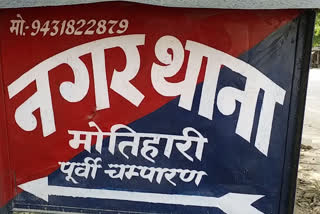 मो:-9431822879
नगर थाना
मोतिहारी
पूर्वी चम्पारण